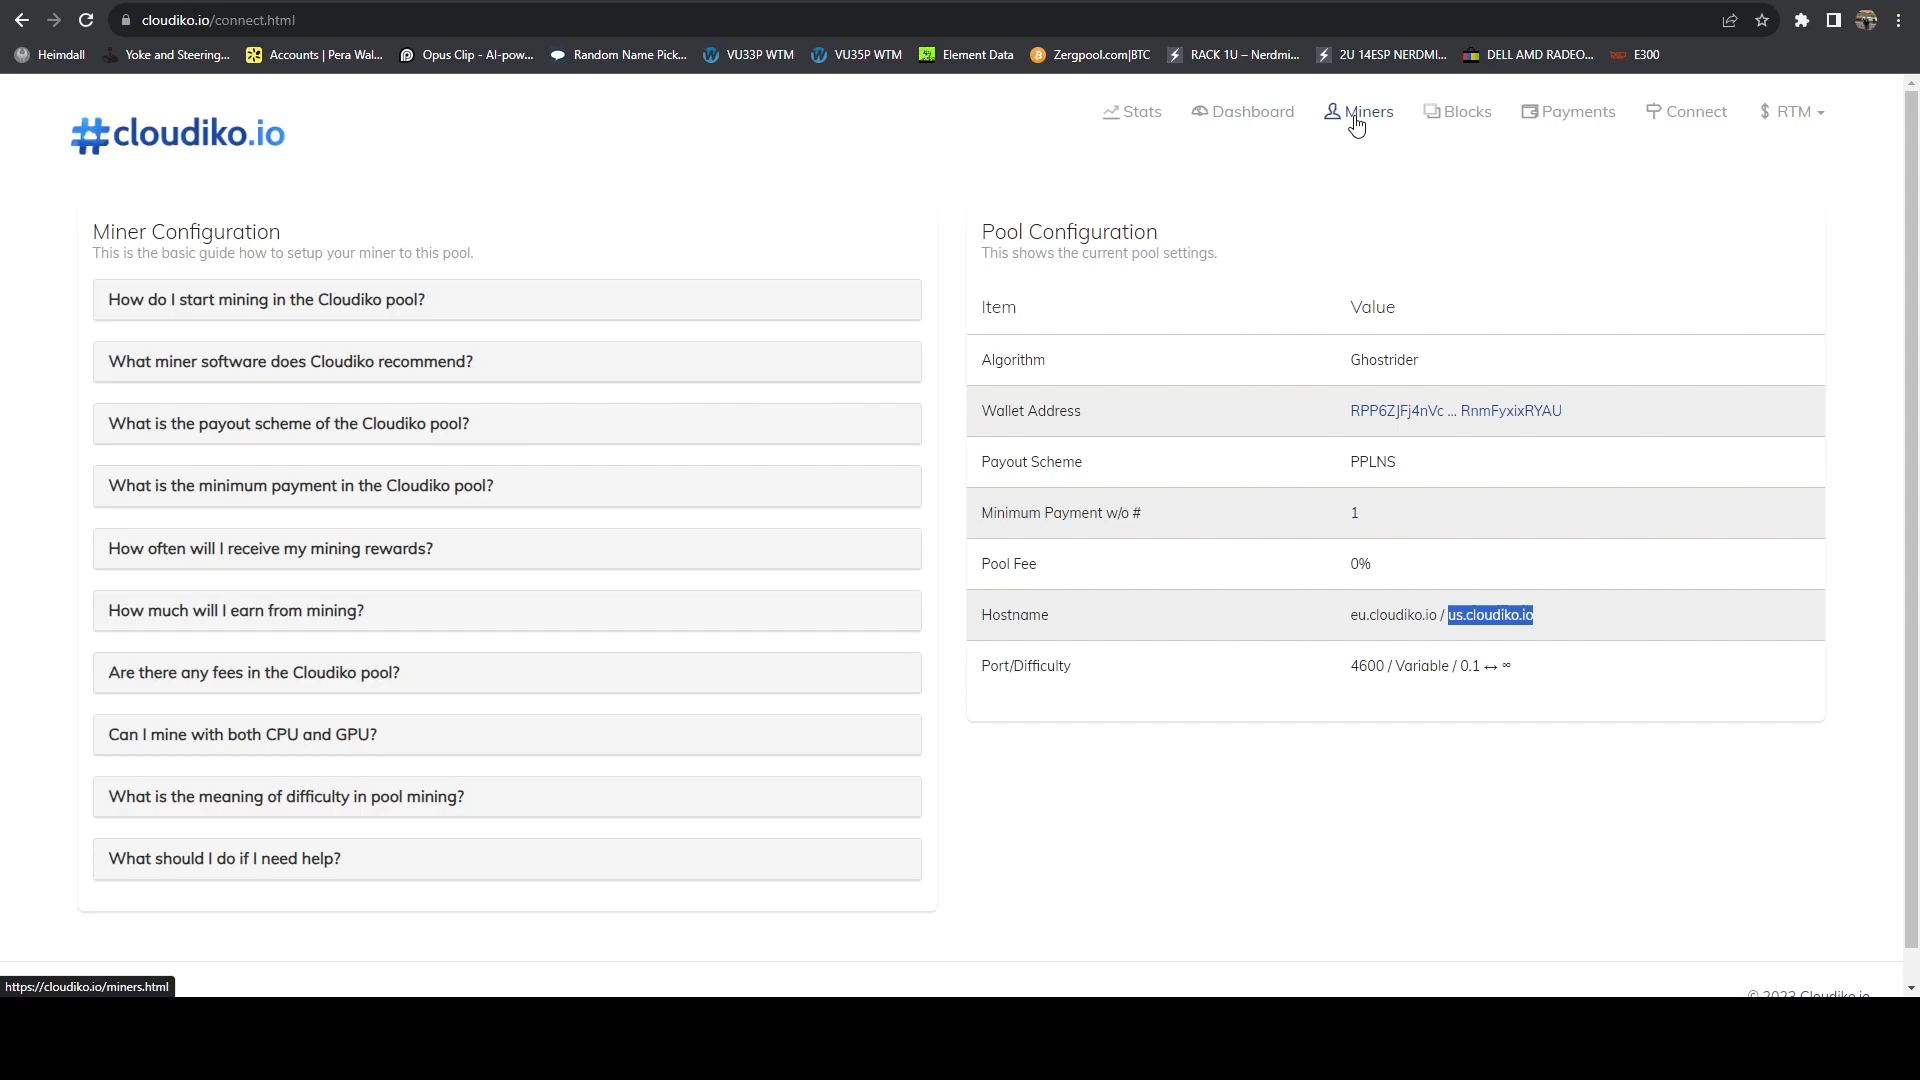 cloudiko.io/connect.html
Heimdall
Yoke and Steering...
Accounts | Pera Wal...
Opus Clip - AI-pow...
Random Name Pick...
VU33P WTM
VU35P WTM
Element Data
Zergpool.com|BTC
RACK 1U – Nerdmi...
2U 14ESP NERDMI...
DELL AMD RADEO...
E300
#cloudiko.io
Stats
Dashboard
Miners
Blocks
Payments
Connect
$ RTM
Miner Configuration
This is the basic guide how to setup your miner to this pool.
How do I start mining in the Cloudiko pool?
What miner software does Cloudiko recommend?
What is the payout scheme of the Cloudiko pool?
What is the minimum payment in the Cloudiko pool?
How often will I receive my mining rewards?
How much will I earn from mining?
Are there any fees in the Cloudiko pool?
Can I mine with both CPU and GPU?
What is the meaning of difficulty in pool mining?
What should I do if I need help?
Pool Configuration
This shows the current pool settings.
Item Value
Algorithm Ghostrider
Wallet Address RPP6ZJFj4nVc ... RnmFyxixRYAU
Payout Scheme PPLNS
Minimum Payment w/o # 1
Pool Fee 0%
Hostname eu.cloudiko.io / us.cloudiko.io
Port/Difficulty 4600 / Variable / 0.1 ↔ ∞
https://cloudiko.io/miners.html
© 2023 Cloudiko.io